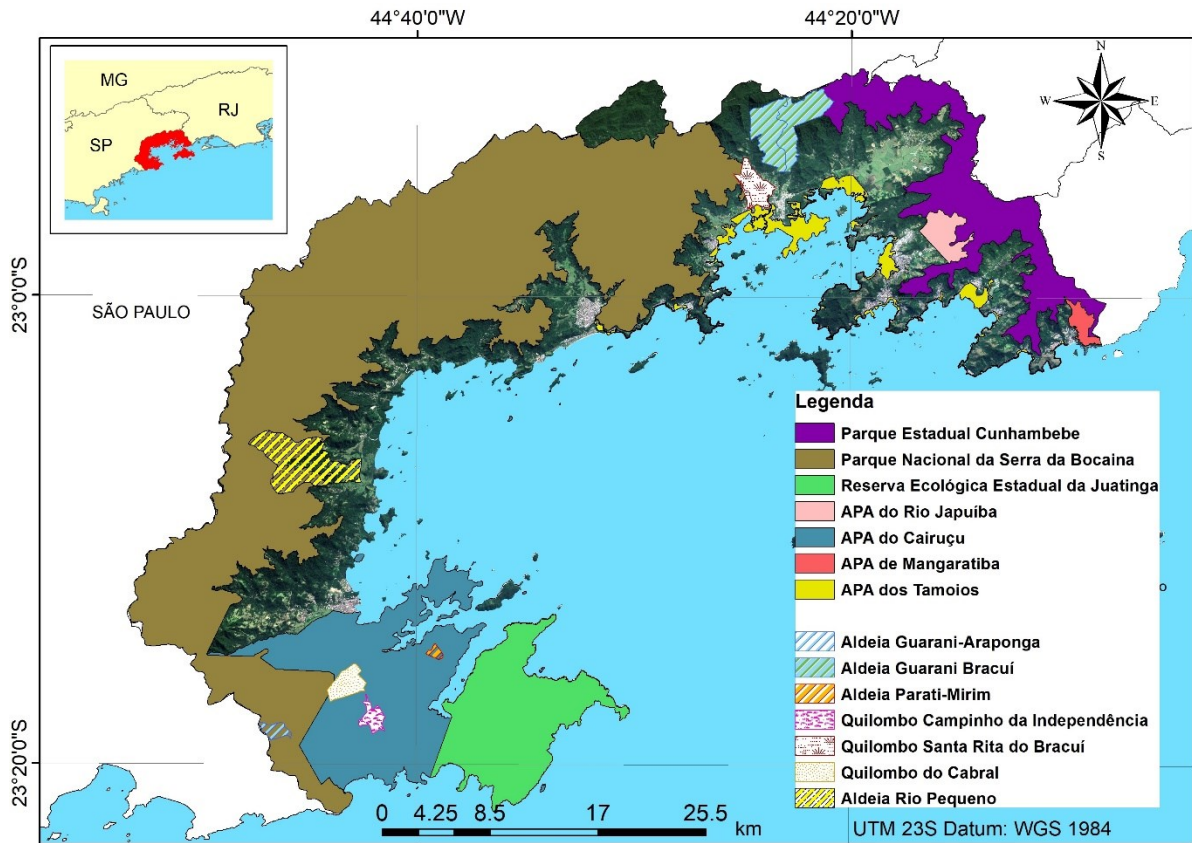 44°40'0"W
44°20'0"W
MG
RJ
SP
N
W
E
S
23°0'0"S
SÃO PAULO
Legenda
Parque Estadual Cunhambebe
Parque Nacional da Serra da Bocaina
Reserva Ecológica Estadual da Juatinga
APA do Rio Japuíba
APA do Cairuçu
APA de Mangaratiba
APA dos Tamoios
Aldeia Guarani-Araponga
Aldeia Guarani Bracuí
Aldeia Parati-Mirim
Quilombo Campinho da Independência
Quilombo Santa Rita do Bracuí
Quilombo do Cabral
Aldeia Rio Pequeno
23°20'0"S
0 4.25 8.5 17 25.5
km
UTM 23S Datum: WGS 1984